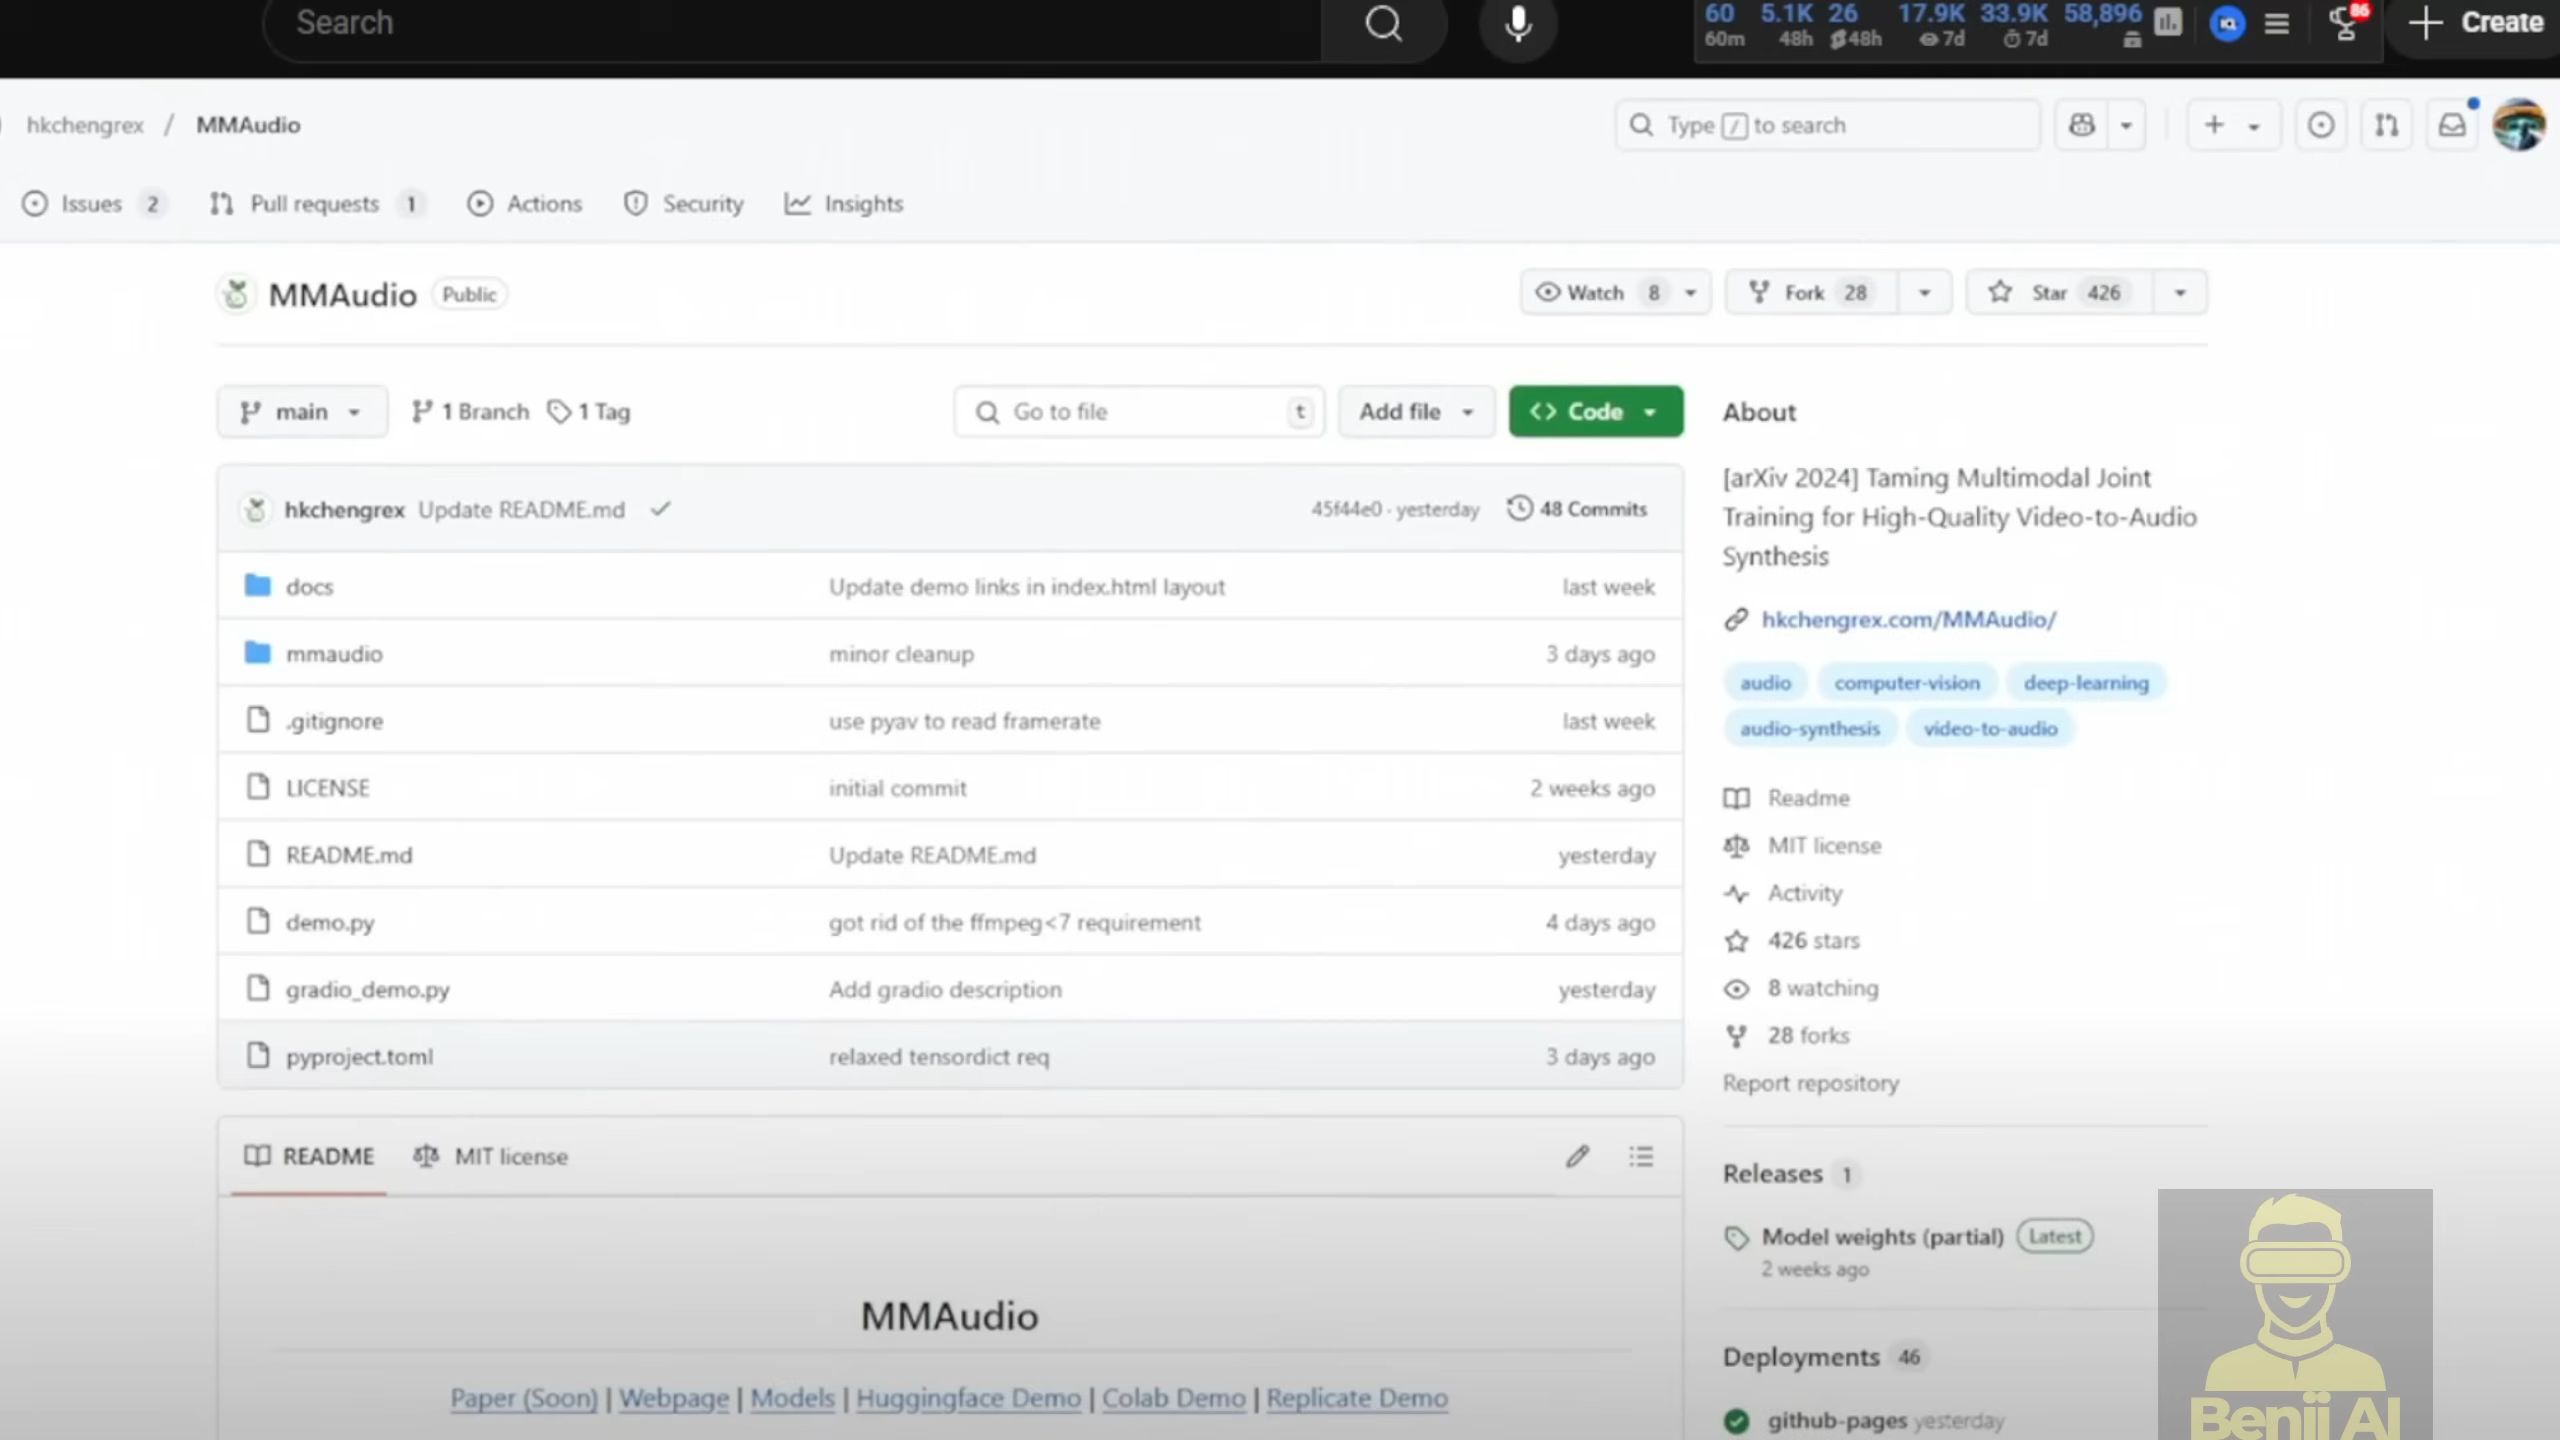 Search
60 5.1K 26 17.9K 33.9K 58,896
60m 48h 48h 7d 7d
86
Create
hkchengrex / MMAudio
Type / to search
Issues 2 Pull requests 1 Actions Security Insights
MMAudio Public
Watch 8 Fork 28 Star 426
main 1 Branch 1 Tag Go to file t Add file <> Code
hkchengrex Update README.md 45f44e0 · yesterday 48 Commits
docs Update demo links in index.html layout last week
mmaudio minor cleanup 3 days ago
.gitignore use pyav to read framerate last week
LICENSE initial commit 2 weeks ago
README.md Update README.md yesterday
demo.py got rid of the ffmpeg<7 requirement 4 days ago
gradio_demo.py Add gradio description yesterday
pyproject.toml relaxed tensordict req 3 days ago
README MIT license
MMAudio
Paper (Soon) | Webpage | Models | Huggingface Demo | Colab Demo | Replicate Demo
About
[arXiv 2024] Taming Multimodal Joint
Training for High-Quality Video-to-Audio
Synthesis
hkchengrex.com/MMAudio/
audio computer-vision deep-learning
audio-synthesis video-to-audio
Readme
MIT license
Activity
426 stars
8 watching
28 forks
Report repository
Releases 1
Model weights (partial) Latest
2 weeks ago
Deployments 46
github-pages yesterday
Benji AI